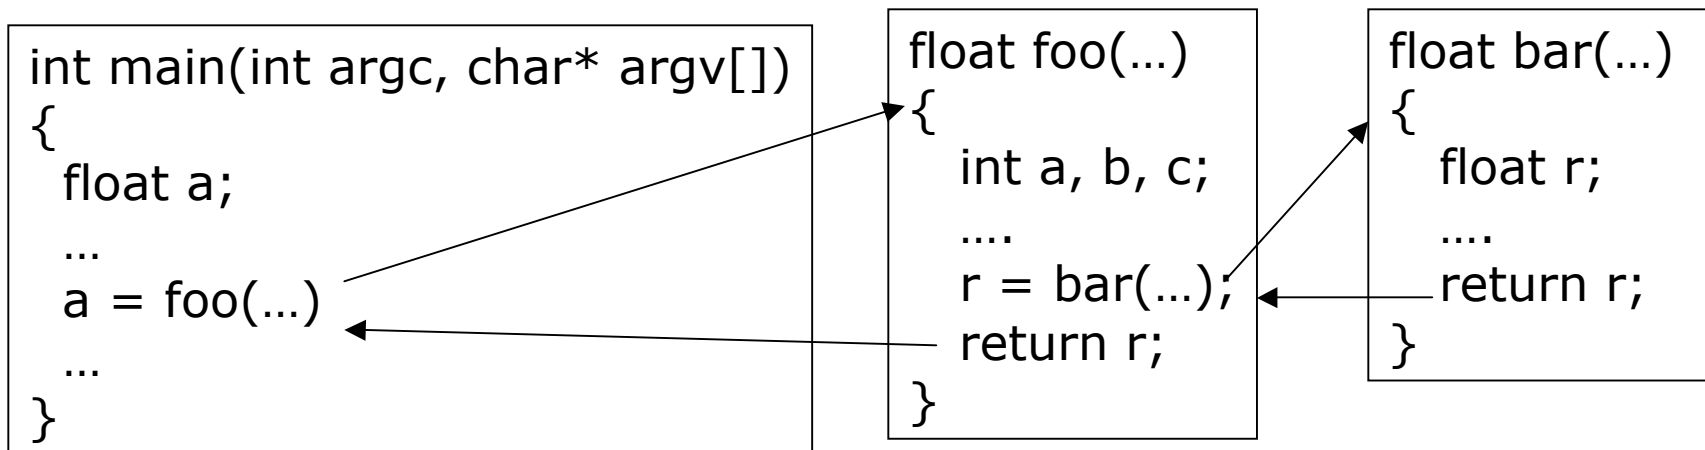 int main(int argc, char* argv[])
{
float a;
…
a = foo(…)
…
}
float foo(…)
{
int a, b, c;
….
r = bar(…);
return r;
}
float bar(…)
{
float r;
….
return r;
}